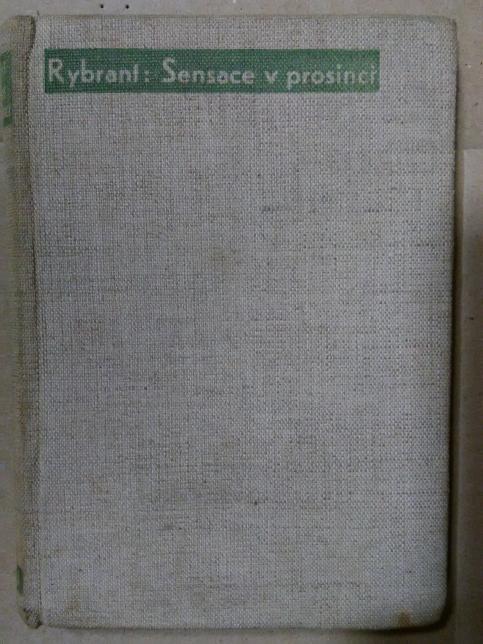 Rybrant: Sensace v prosinci